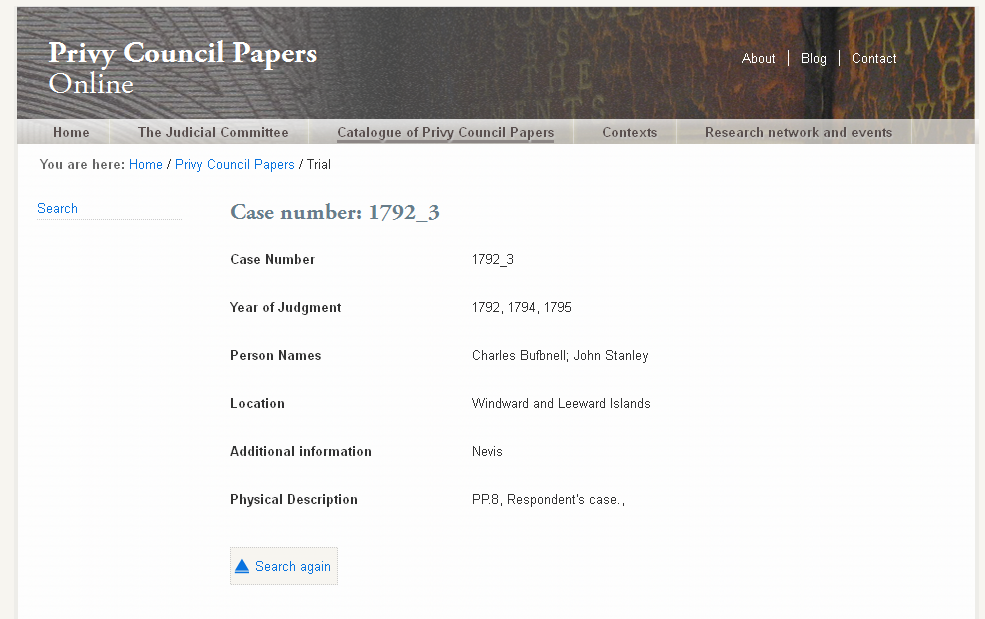 Privy Council Papers
Online
About | Blog | Contact
Home The Judicial Committee Catalogue of Privy Council Papers Contexts Research network and events
You are here: Home / Privy Council Papers / Trial
Search
Case number: 1792_3
Case Number 1792_3
Year of Judgment 1792, 1794, 1795
Person Names Charles Bufbnell; John Stanley
Location Windward and Leeward Islands
Additional information Nevis
Physical Description PP.8, Respondent's case.,
Search again